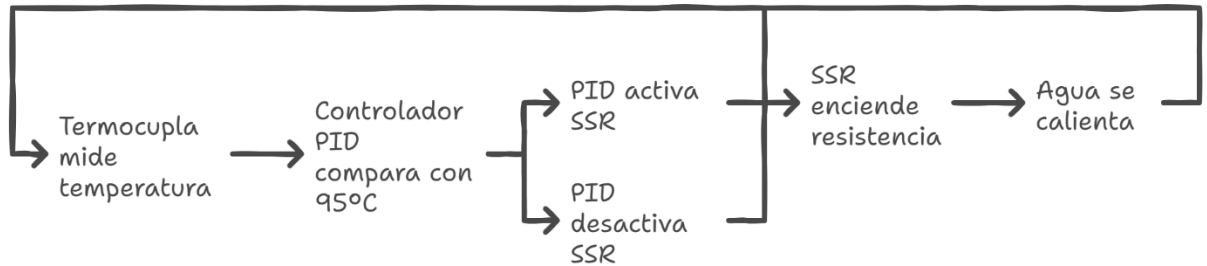 Termocupla
mide
temperatura
Controlador
PID
compara con
95ºC
PID activa
SSR
PID
desactiva
SSR
SSR
enciende
resistencia
Agua se
calienta